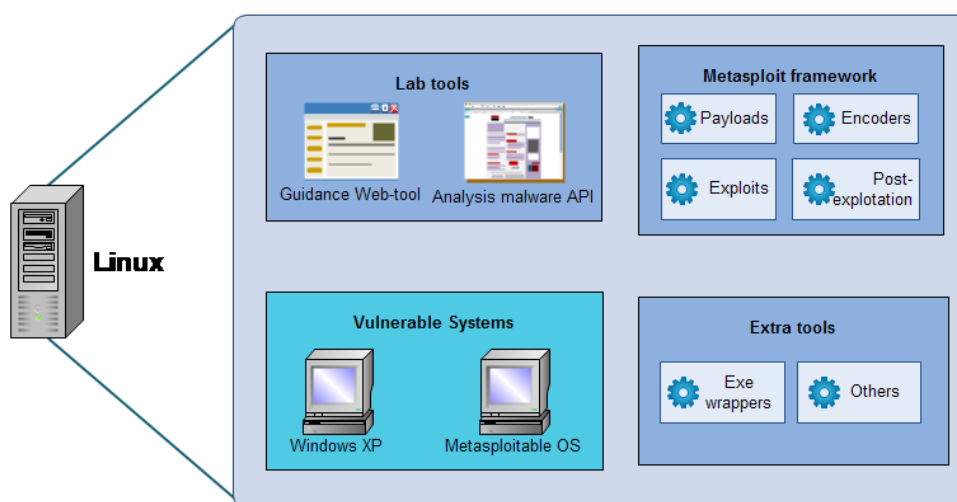 Linux
Lab tools
Guidance Web-tool
Analysis malware API
Metasploit framework
Payloads
Encoders
Exploits
Post-
explotation
Vulnerable Systems
Windows XP
Metasploitable OS
Extra tools
Exe
wrappers
Others